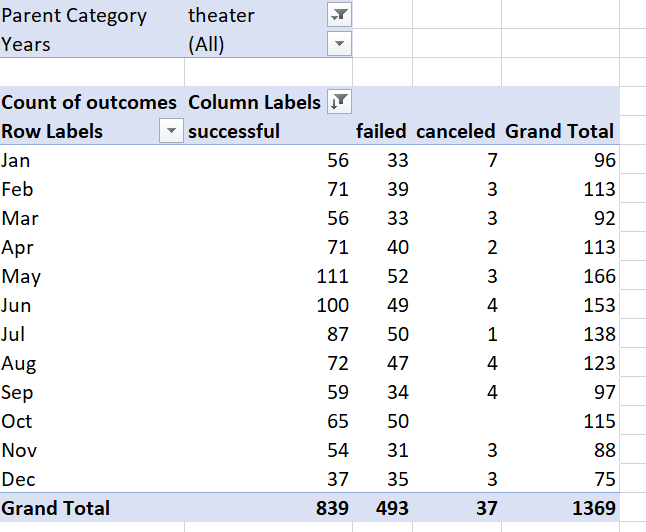 Parent Category theater
Years (All)
Count of outcomes Column Labels
Row Labels successful failed canceled Grand Total
Jan 56 33 7 96
Feb 71 39 3 113
Mar 56 33 3 92
Apr 71 40 2 113
May 111 52 3 166
Jun 100 49 4 153
Jul 87 50 1 138
Aug 72 47 4 123
Sep 59 34 4 97
Oct 65 50 115
Nov 54 31 3 88
Dec 37 35 3 75
Grand Total 839 493 37 1369